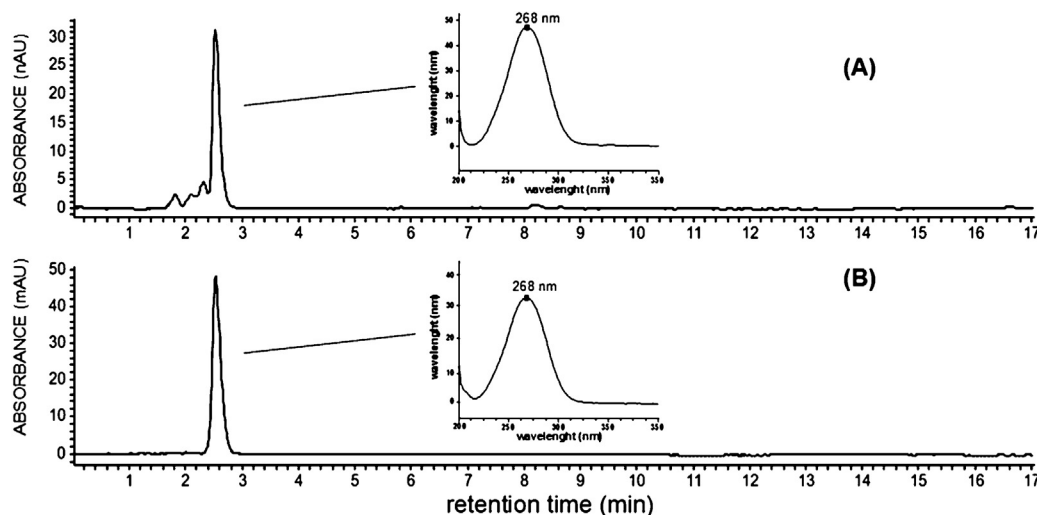 ABSORBANCE (nAU)
30
25
20
15
10
5
0
1 2 3 4 5 6 7 8 9 10 11 12 13 14 15 16 17
268 nm
wavelenght (nm)
50
40
30
20
10
0
200 250 300 350
wavelenght (nm)
(A)
ABSORBANCE (mAU)
50
40
30
20
10
0
1 2 3 4 5 6 7 8 9 10 11 12 13 14 15 16 17
268 nm
wavelenght (nm)
40
30
20
10
0
200 250 300 350
wavelenght (nm)
(B)
retention time (min)